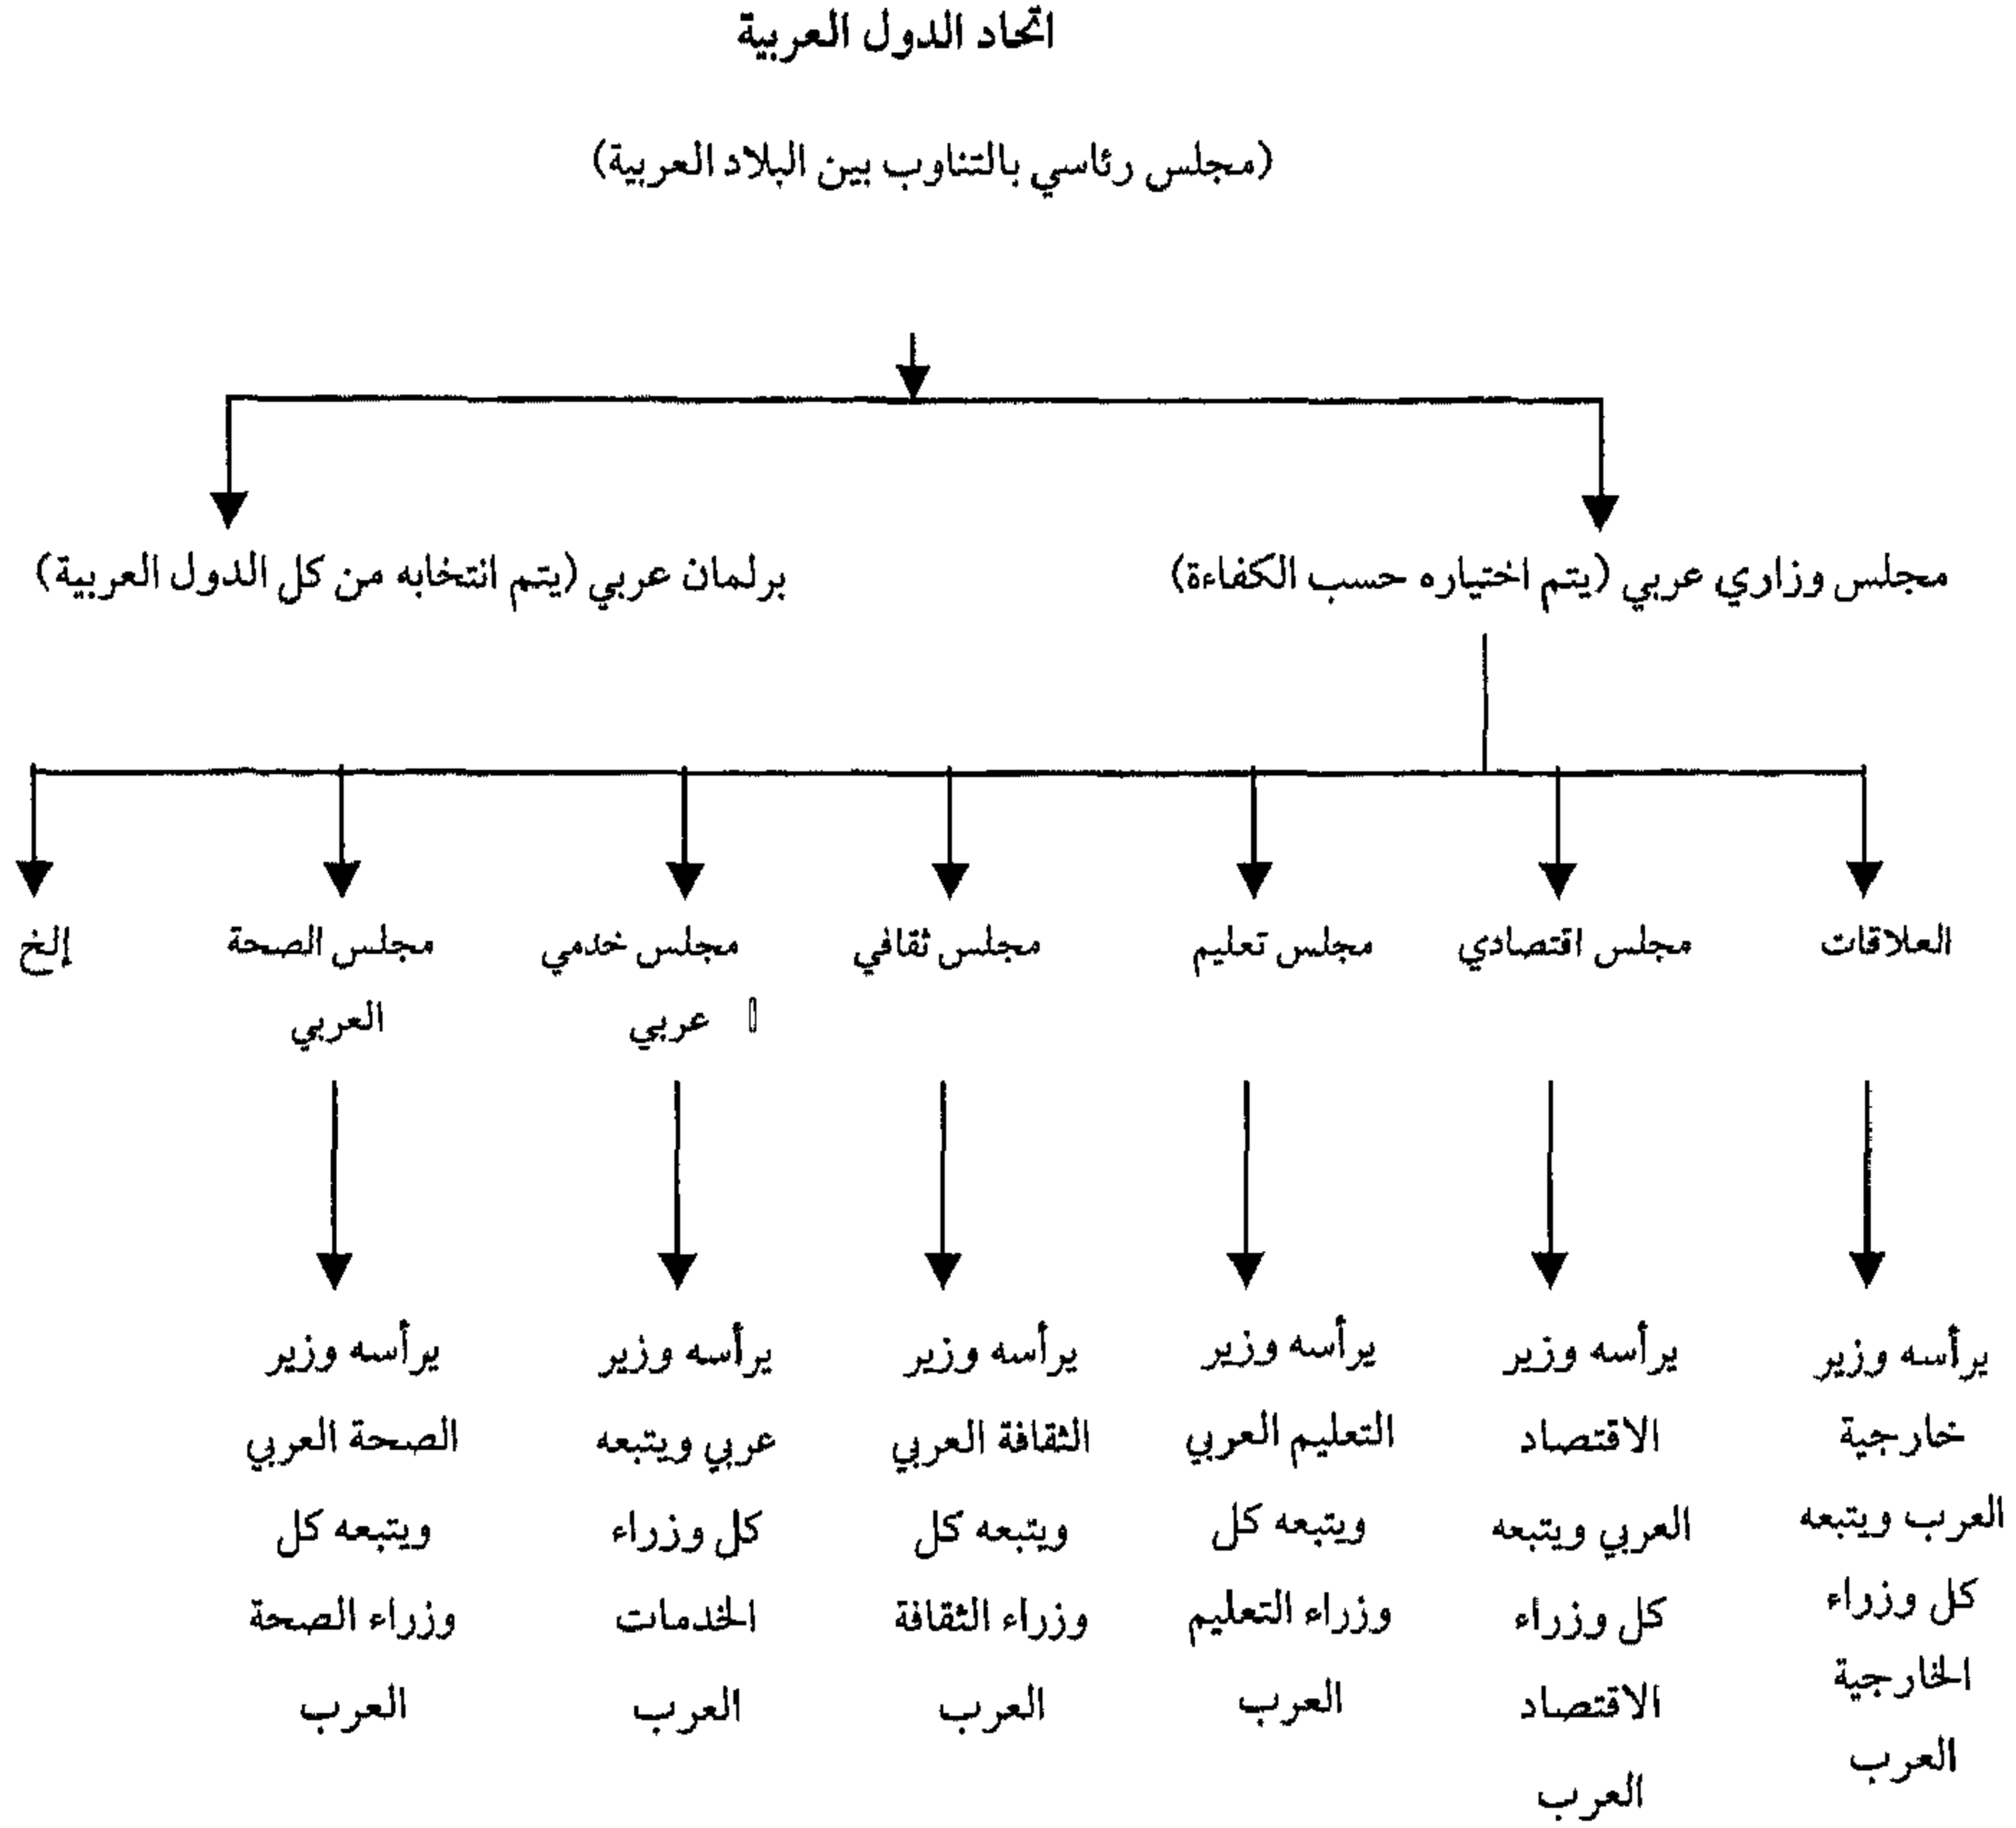 اتحاد الدول العربية
(مجلس رئاسي بالتناوب بين البلاد العربية)
مجلس وزاري عربي (يتم اختياره حسب الكفاءة)
برلمان عربي (يتم انتخابه من كل الدول العربية)
العلاقات
مجلس اقتصادي
مجلس تعليم
مجلس ثقافي
مجلس خدمي
عربي
مجلس الصحة
العربي
إلخ
يرأسه وزير
خارجية
العرب ويتبعه
كل وزراء
الخارجية
العرب
يرأسه وزير
الاقتصاد
العربي ويتبعه
كل وزراء
الاقتصاد
العرب
يرأسه وزير
التعليم العربي
ويتبعه كل
وزراء التعليم
العرب
يرأسه وزير
الثقافة العربي
ويتبعه كل
وزراء الثقافة
العرب
يرأسه وزير
عربي ويتبعه
كل وزراء
الخدمات
العرب
يرأسه وزير
الصحة العربي
ويتبعه كل
وزراء الصحة
العرب